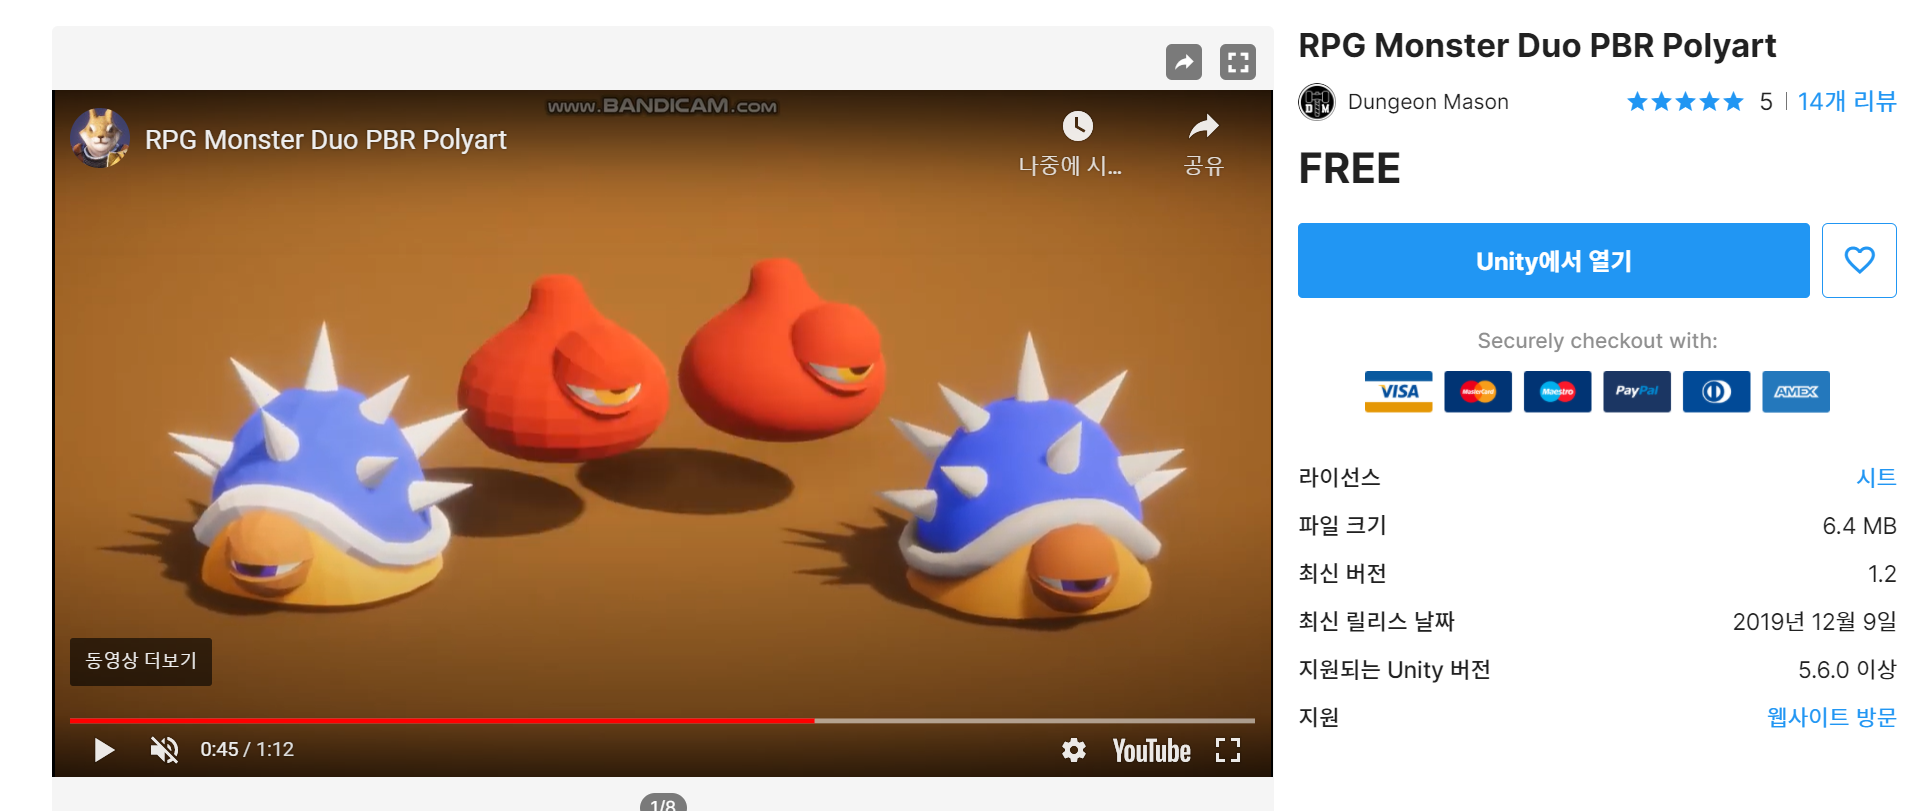 www.BANDICAM.com
RPG Monster Duo PBR Polyart
나중에 시...
공유
동영상 더보기
0:45 / 1:12
YouTube
1/8
RPG Monster Duo PBR Polyart
DM
Dungeon Mason
5
14개 리뷰
FREE
Unity에서 열기
Securely checkout with:
VISA
MasterCard
Maestro
PayPal
AMEX
라이선스
시트
파일 크기
6.4 MB
최신 버전
1.2
최신 릴리스 날짜
2019년 12월 9일
지원되는 Unity 버전
5.6.0 이상
지원
웹사이트 방문